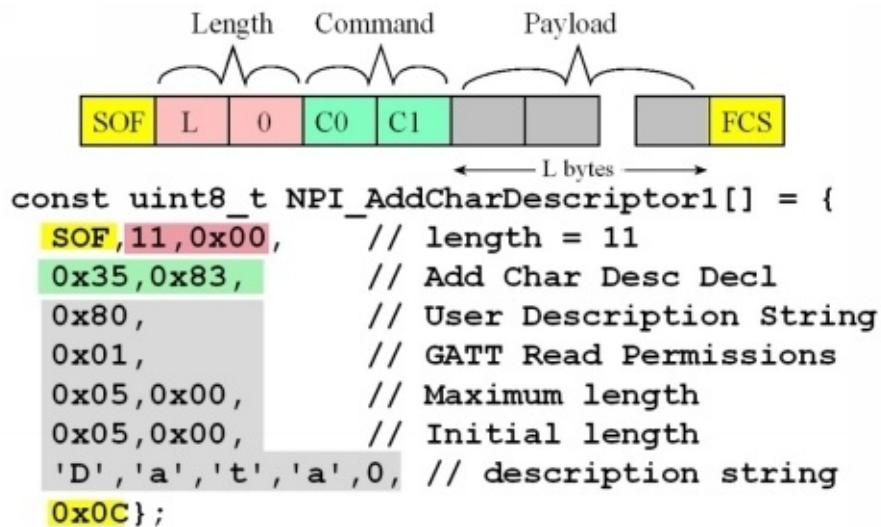 Length Command Payload
SOF L 0 C0 C1 FCS
L bytes
const uint8_t NPI_AddCharDescriptor1[] = {
SOF,11,0x00, // length = 11
0x35,0x83, // Add Char Desc Decl
0x80, // User Description String
0x01, // GATT Read Permissions
0x05,0x00, // Maximum length
0x05,0x00, // Initial length
'D','a','t','a',0, // description string
0x0C};